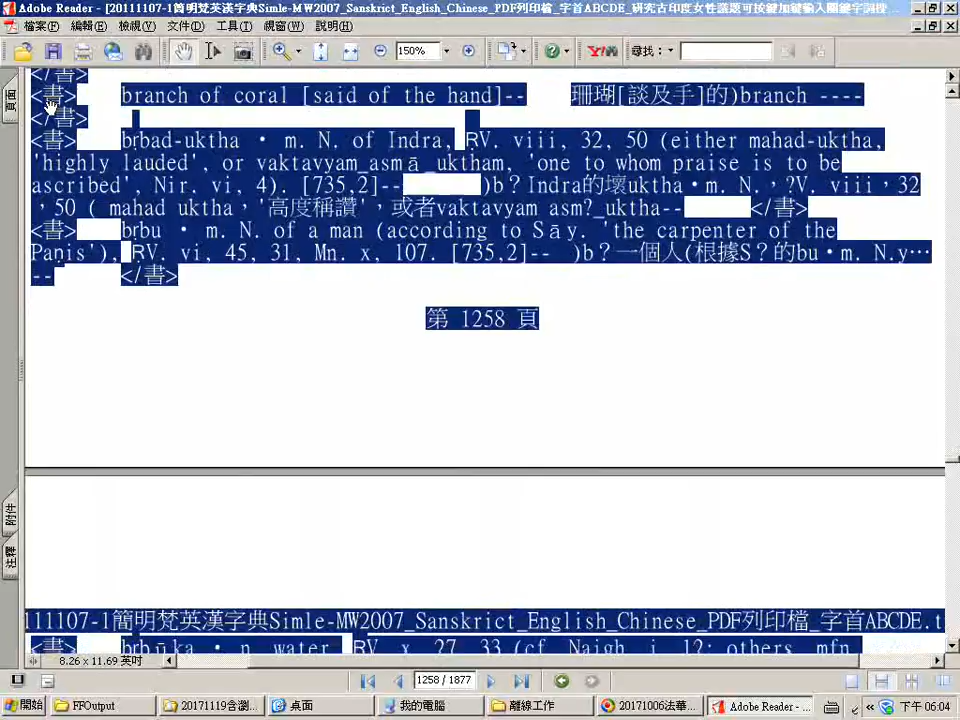 Adobe Reader - [20111107-1簡明梵英漢字典Simle-MW2007_Sanskrict_English_Chinese_PDF列印檔_字首ABCDE_研究古印度女性議題可按
檔案(F) 編輯(E) 檢視(V) 文件(D) 工具(T) 視窗(W) 說明(H)
150% Y! 尋找:
頁面
</書>
<書> branch of coral [said of the hand]-- 珊瑚[談及手]的)branch ----
</書>
<書> bṛbad-uktha • m. N. of Indra, ṚV. viii, 32, 50 (either mahad-uktha,
'highly lauded', or vaktavyam_asmā_uktham, 'one to whom praise is to be
ascribed', Nir. vi, 4). [735,2]-- )b？Indra的壞uktha•m. N.，?V. viii，32
，50 ( mahad uktha，'高度稱讚'，或者vaktavyam asm?_uktha-- </書>
<書> bṛbu • m. N. of a man (according to Sāy. 'the carpenter of the
Paṇis'), ṚV. vi, 45, 31, Mn. x, 107. [735,2]-- )b？一個人(根據S？的bu•m. N.y…
-- </書>
第 1258 頁
附件
注釋
111107-1簡明梵英漢字典Simle-MW2007_Sanskrict_English_Chinese_PDF列印檔_字首ABCDE.t
<書> bṛbūka • n. water ṚV. x, 27, 33 (cf. Naigh. i, 12; others mfn.
8.26 x 11.69 英吋
1258 / 1877
開始 FFOutput 20171119含瀏... 桌面 我的電腦 離線工作 20171006法華... Adobe Reader - ... 下午 06:04